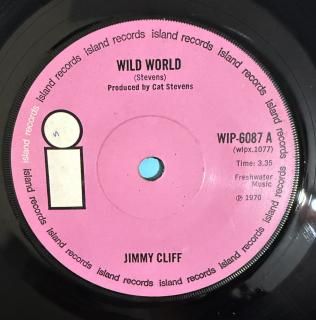 island records island records island records island records island records island records island records island records island records island records island records island records
WILD WORLD
(Stevens)
Produced by Cat Stevens
i
5
WIP-6087 A
(wipx.1077)
Time: 3.35
Freshwater
Music
℗ 1970
JIMMY CLIFF